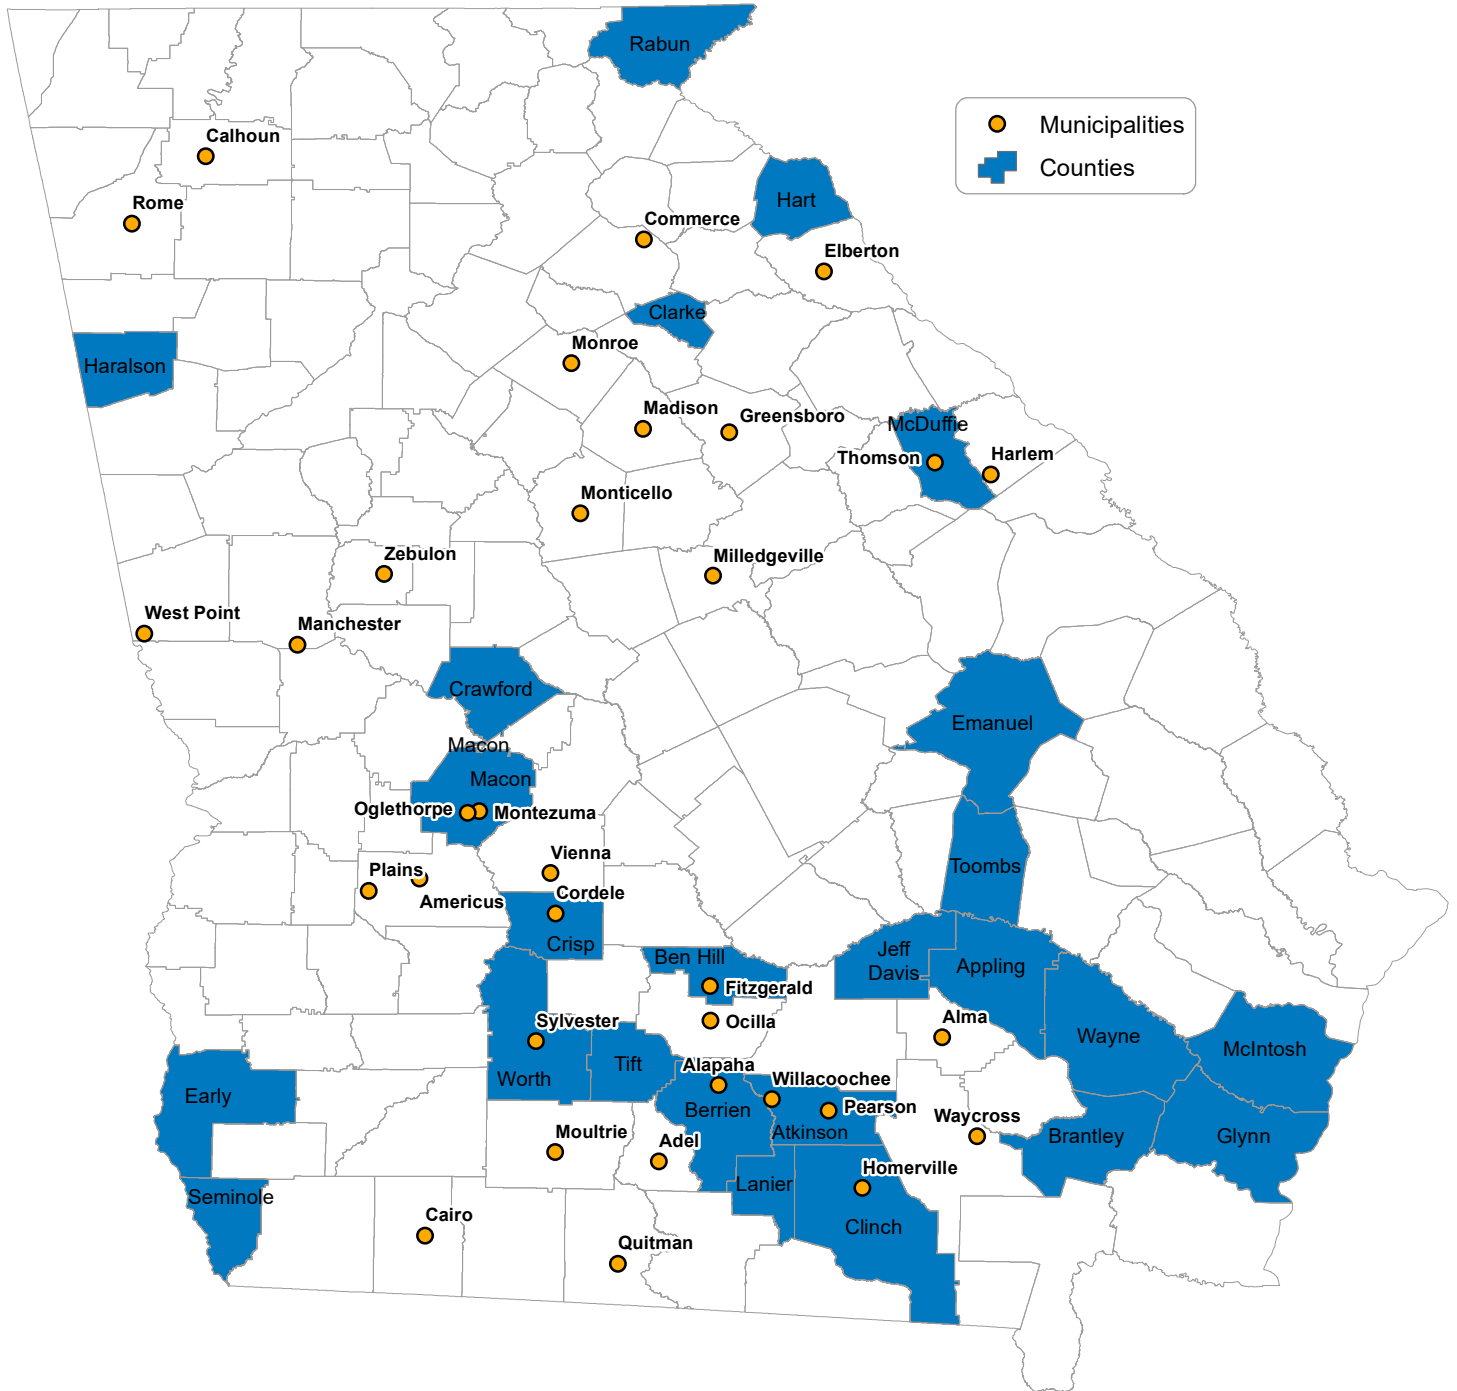 Rabun
Municipalities
Counties
Calhoun
Rome
Hart
Commerce
Elberton
Clarke
Monroe
Haralson
Madison
Greensboro
McDuffie
Thomson
Harlem
Monticello
Zebulon
Milledgeville
West Point
Manchester
Crawford
Emanuel
Macon
Macon
Oglethorpe
Montezuma
Vienna
Plains
Toombs
Cordele
Americus
Crisp
Jeff
Davis
Ben Hill
Appling
Fitzgerald
Sylvester
Ocilla
Alma
Wayne
McIntosh
Tift
Alapaha
Worth
Willacoochee
Early
Berrien
Pearson
Waycross
Moultrie
Atkinson
Brantley
Glynn
Adel
Homerville
Lanier
Seminole
Cairo
Clinch
Quitman